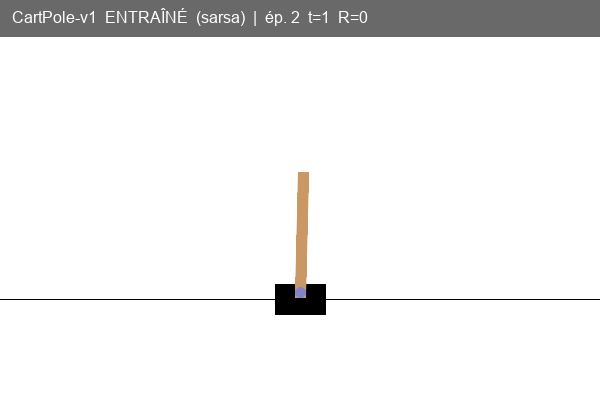 CartPole-v1 ENTRAÎNÉ (sarsa) | ép. 2 t=1 R=0